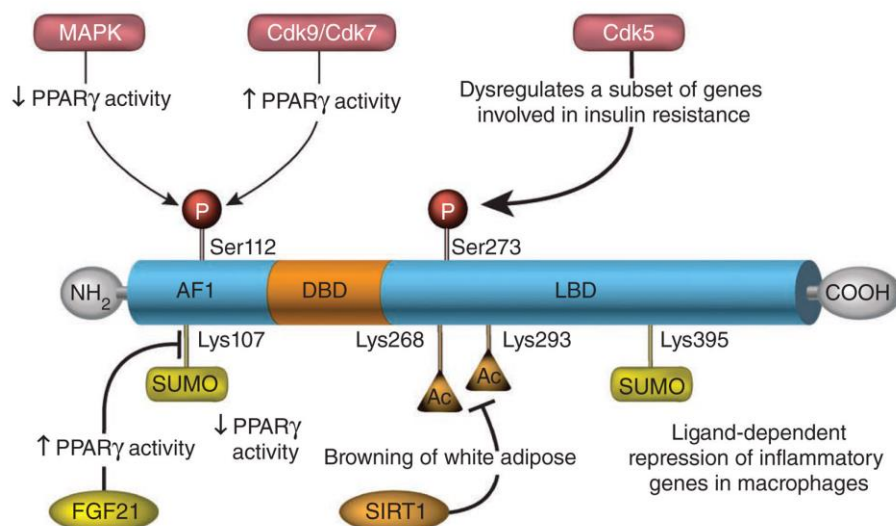 MAPK
Cdk9/Cdk7
Cdk5
↓ PPARγ activity
↑ PPARγ activity
Dysregulates a subset of genes
involved in insulin resistance
P
P
Ser112
Ser273
NH2
AF1
DBD
LBD
COOH
Lys107
Lys268
Lys293
Lys395
SUMO
Ac
Ac
SUMO
↑ PPARγ activity
↓ PPARγ
activity
Browning of white adipose
Ligand-dependent
repression of inflammatory
genes in macrophages
FGF21
SIRT1